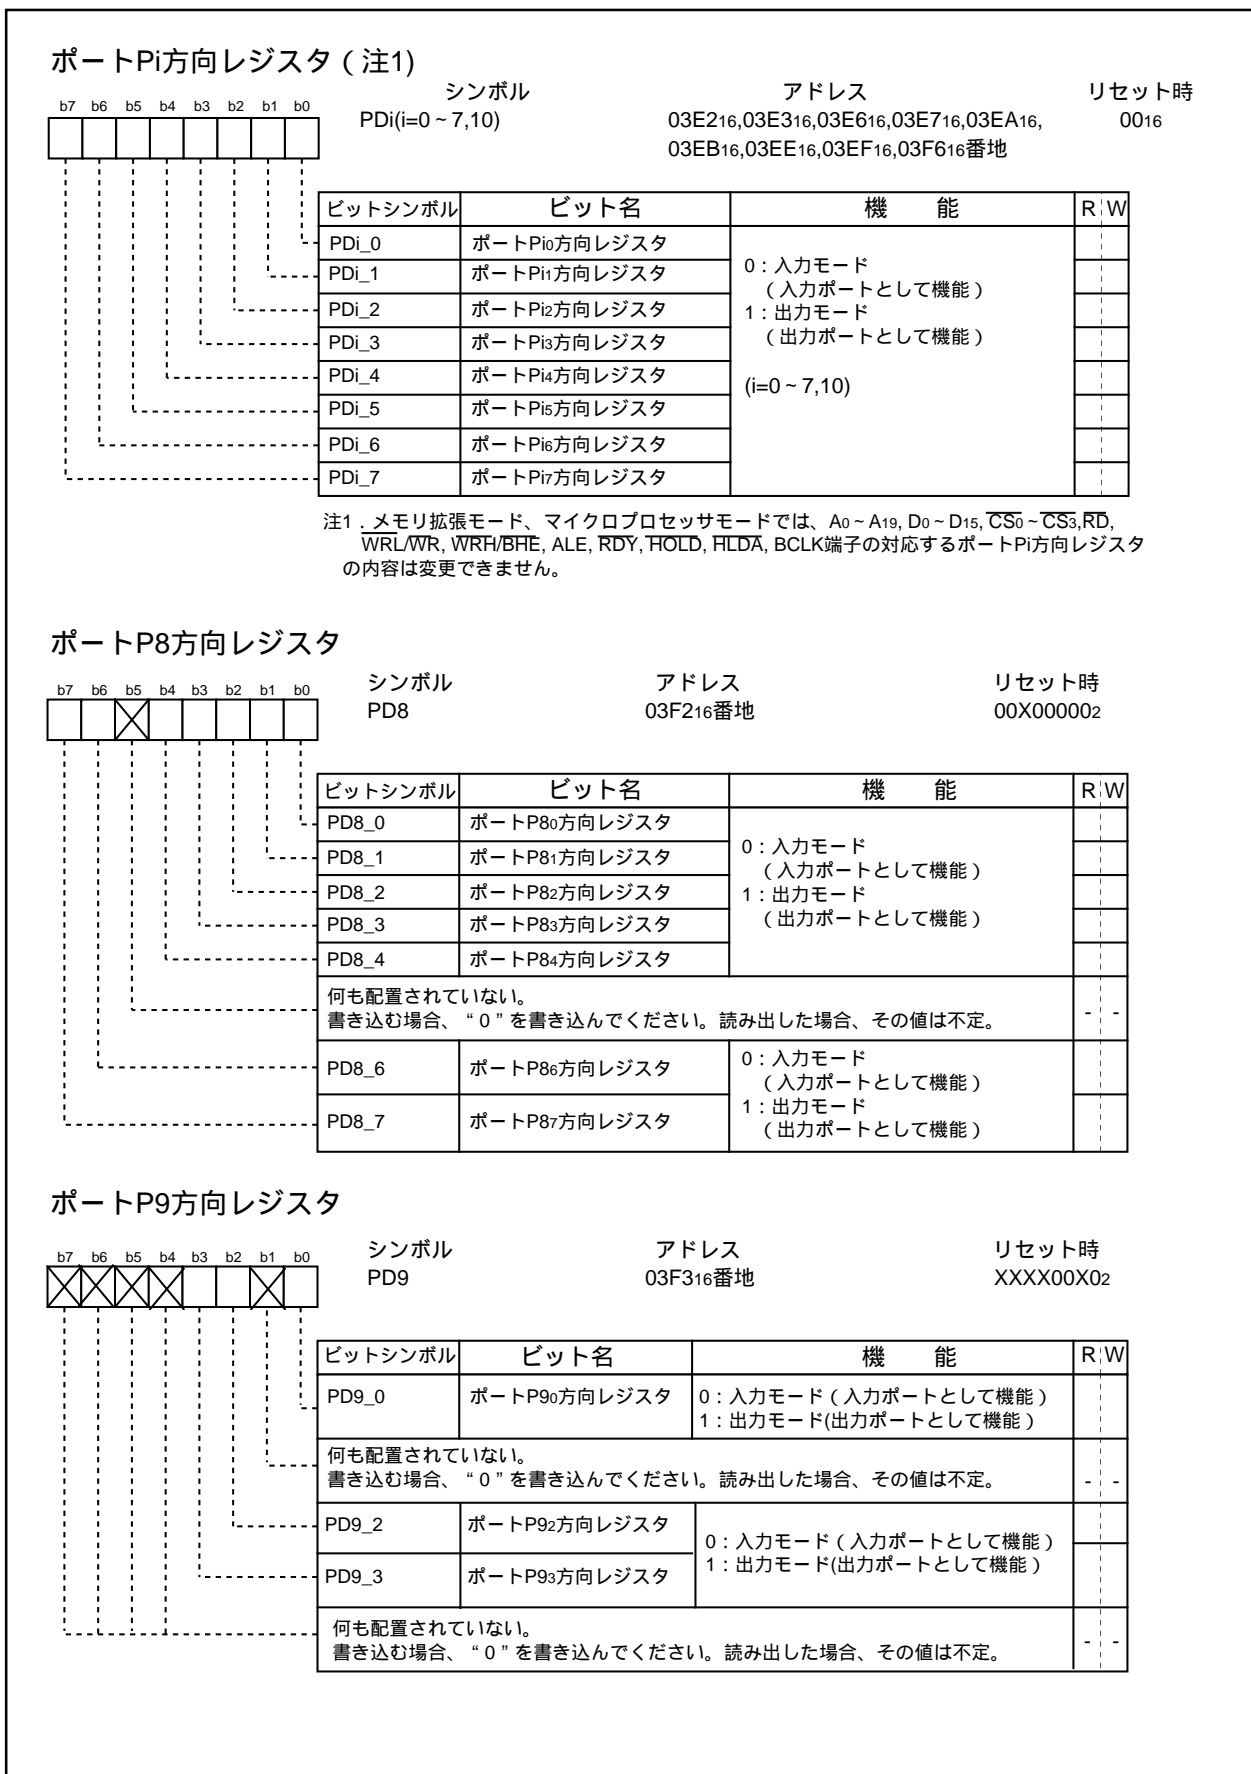 ポートPi方向レジスタ（注1)
シンボル アドレス リセット時
b7 b6 b5 b4 b3 b2 b1 b0
PDi(i=0～7,10) 03E216,03E316,03E616,03E716,03EA16, 0016
03EB16,03EE16,03EF16,03F616番地
ビットシンボル ビット名 機 能 R W
PDi_0 ポートPi0方向レジスタ
PDi_1 ポートPi1方向レジスタ
PDi_2 ポートPi2方向レジスタ
PDi_3 ポートPi3方向レジスタ
PDi_4 ポートPi4方向レジスタ
PDi_5 ポートPi5方向レジスタ
PDi_6 ポートPi6方向レジスタ
PDi_7 ポートPi7方向レジスタ
0：入力モード
（入力ポートとして機能）
1：出力モード
（出力ポートとして機能）
(i=0～7,10)
注1．メモリ拡張モード、マイクロプロセッサモードでは、A0～A19, D0～D15, CS0～CS3,RD,
WRL/WR, WRH/BHE, ALE, RDY, HOLD, HLDA, BCLK端子の対応するポートPi方向レジスタ
の内容は変更できません。
ポートP8方向レジスタ
シンボル アドレス リセット時
b7 b6 b5 b4 b3 b2 b1 b0
PD8 03F216番地 00X000002
ビットシンボル ビット名 機 能 R W
PD8_0 ポートP80方向レジスタ
PD8_1 ポートP81方向レジスタ
PD8_2 ポートP82方向レジスタ
PD8_3 ポートP83方向レジスタ
PD8_4 ポートP84方向レジスタ
0：入力モード
（入力ポートとして機能）
1：出力モード
（出力ポートとして機能）
何も配置されていない。
書き込む場合、“0”を書き込んでください。読み出した場合、その値は不定。 - -
PD8_6 ポートP86方向レジスタ
PD8_7 ポートP87方向レジスタ
0：入力モード
（入力ポートとして機能）
1：出力モード
（出力ポートとして機能）
ポートP9方向レジスタ
シンボル アドレス リセット時
b7 b6 b5 b4 b3 b2 b1 b0
PD9 03F316番地 XXXX00X02
ビットシンボル ビット名 機 能 R W
PD9_0 ポートP90方向レジスタ 0：入力モード（入力ポートとして機能）
1：出力モード(出力ポートとして機能）
何も配置されていない。
書き込む場合、“0”を書き込んでください。読み出した場合、その値は不定。 - -
PD9_2 ポートP92方向レジスタ
PD9_3 ポートP93方向レジスタ
0：入力モード（入力ポートとして機能）
1：出力モード(出力ポートとして機能）
何も配置されていない。
書き込む場合、“0”を書き込んでください。読み出した場合、その値は不定。 - -